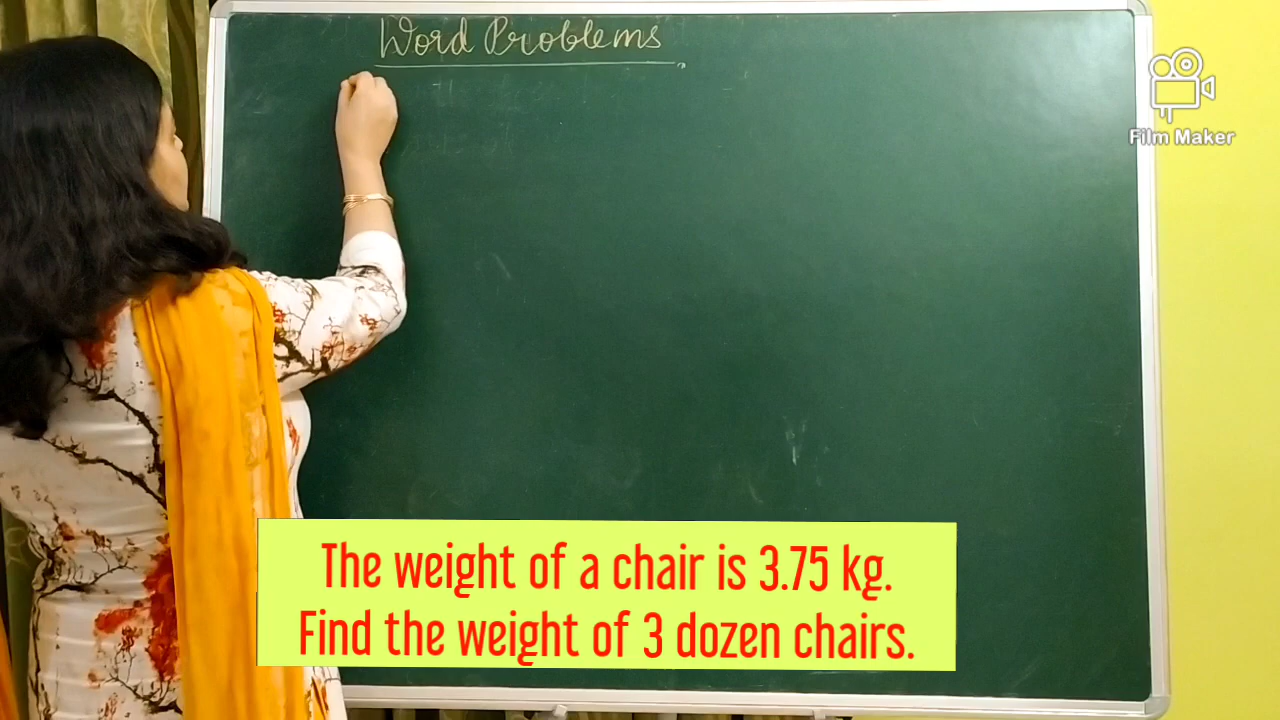 Word Problems
Film Maker
The weight of a chair is 3.75 kg.
Find the weight of 3 dozen chairs.